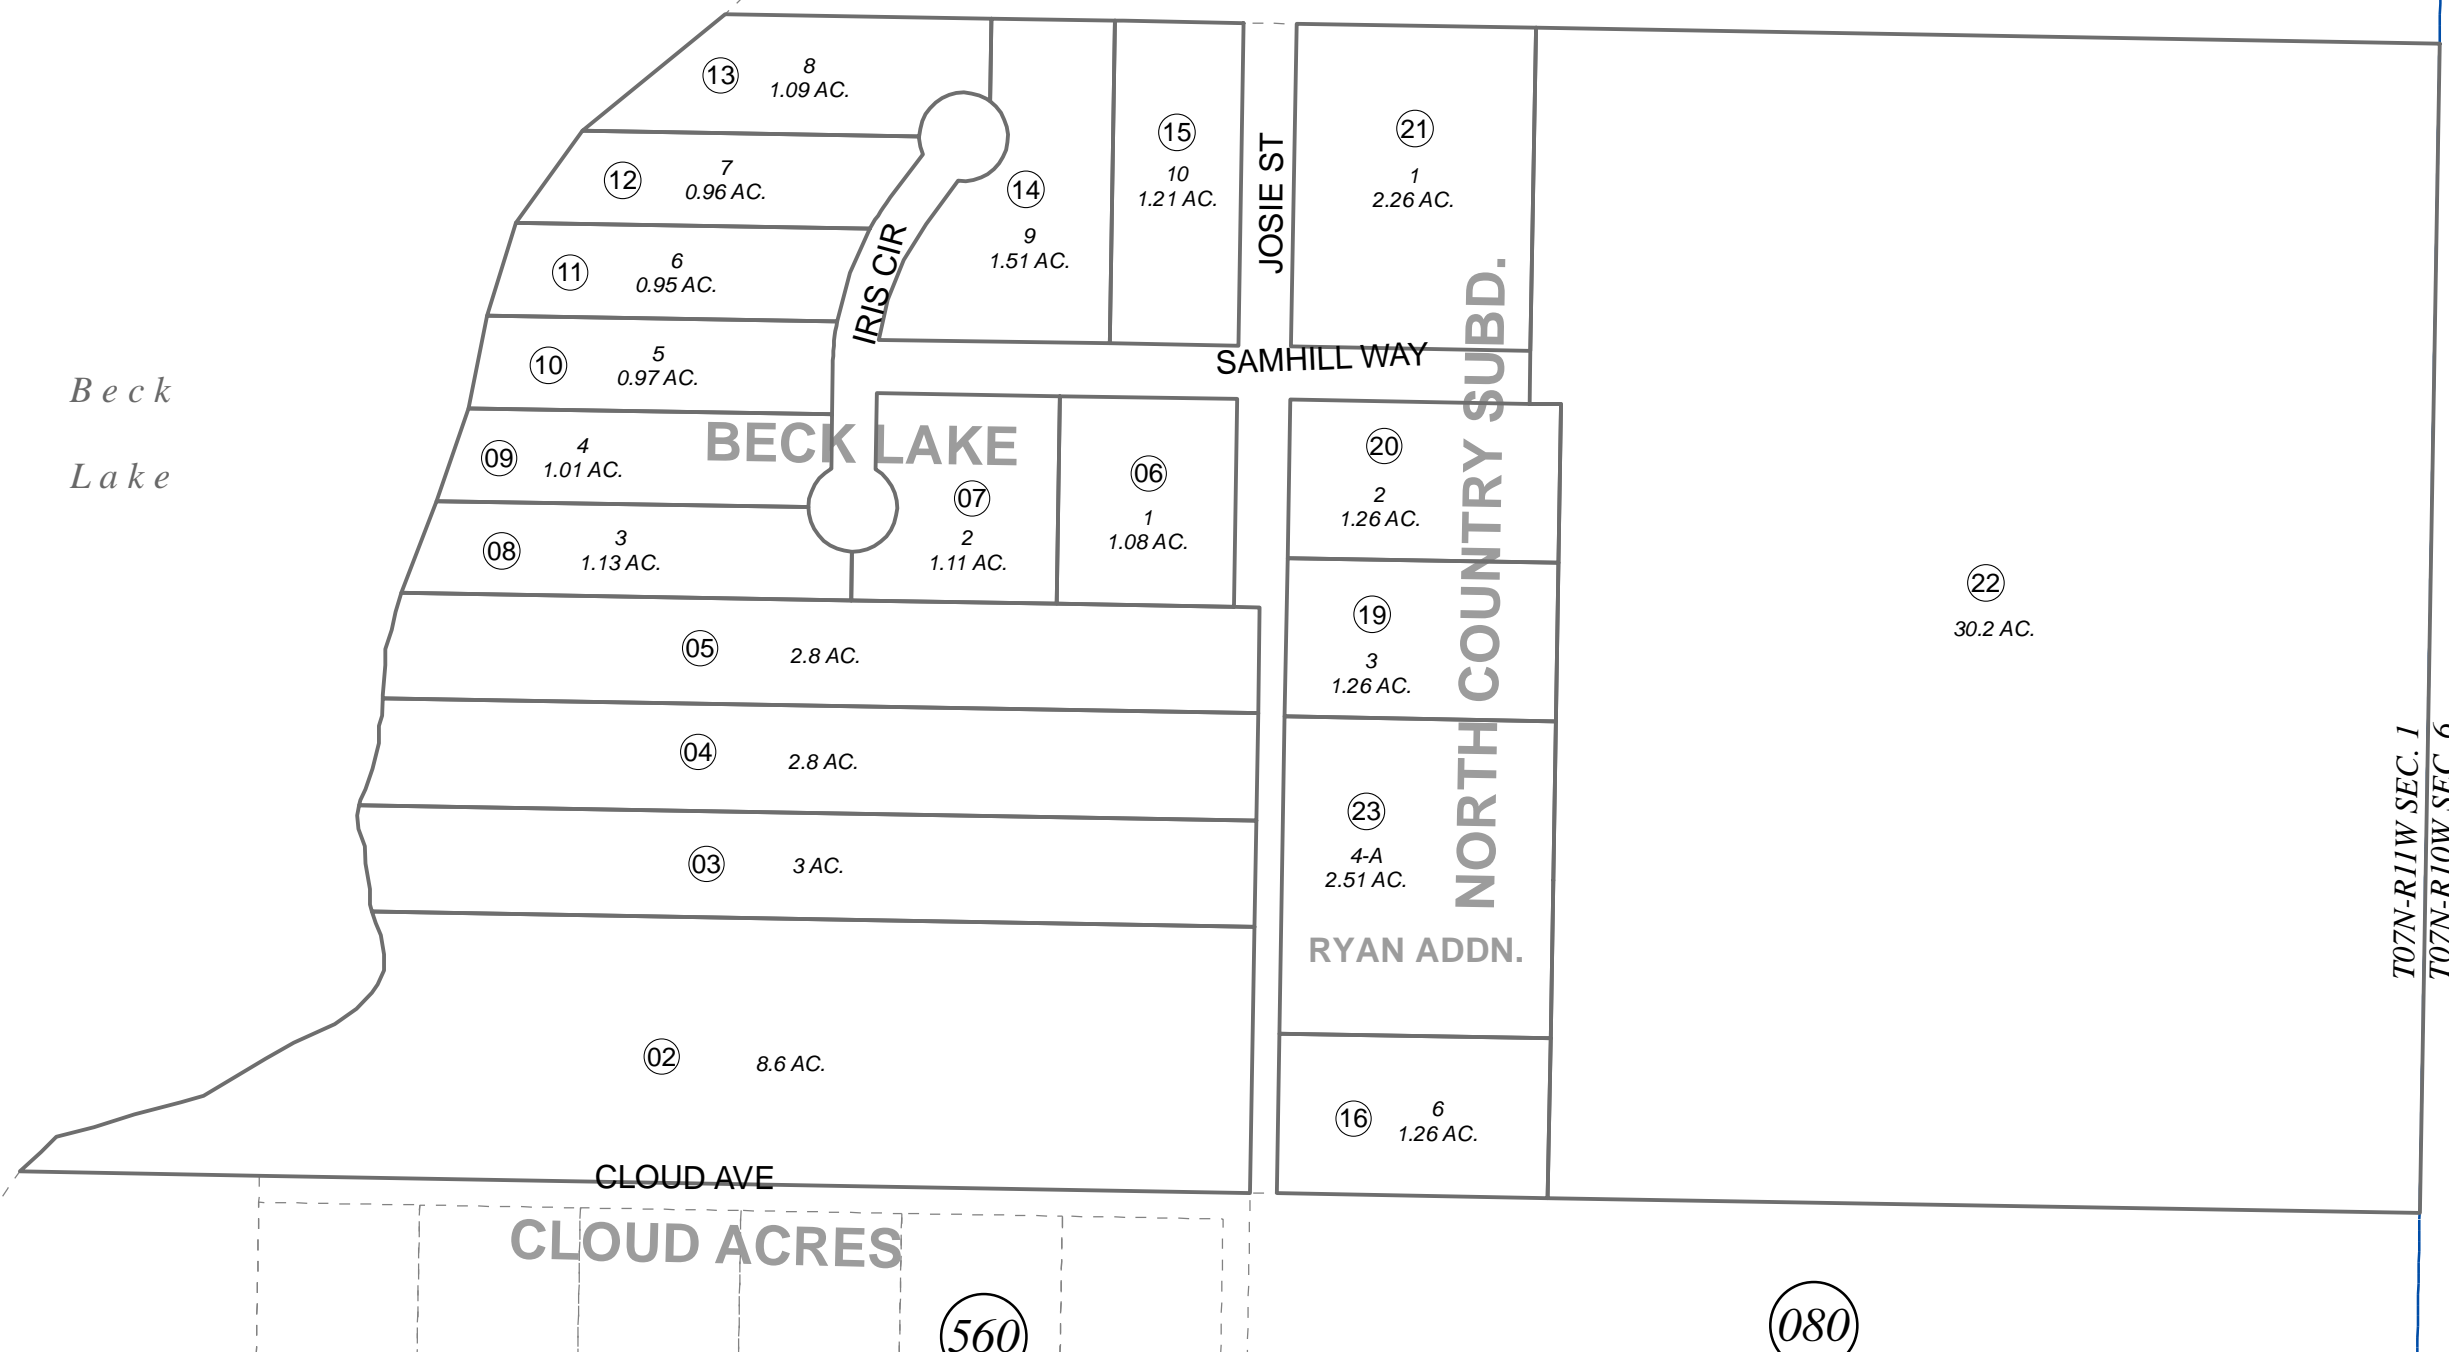 13
8
1.09 AC.
12
7
0.96 AC.
11
6
0.95 AC.
10
5
0.97 AC.
09
4
1.01 AC.
08
3
1.13 AC.
IRIS CIR
14
9
1.51 AC.
15
10
1.21 AC.
JOSIE ST
21
1
2.26 AC.
SAMHILL WAY
Beck
Lake
BECK LAKE
07
2
1.11 AC.
06
1
1.08 AC.
20
2
1.26 AC.
19
3
1.26 AC.
NORTH COUNTRY SUBD.
22
30.2 AC.
05
2.8 AC.
04
2.8 AC.
03
3 AC.
23
4-A
2.51 AC.
RYAN ADDN.
T07N-R11W SEC. 1
T07N-R10W SEC. 6
02
8.6 AC.
16
6
1.26 AC.
CLOUD AVE
CLOUD ACRES
560
080